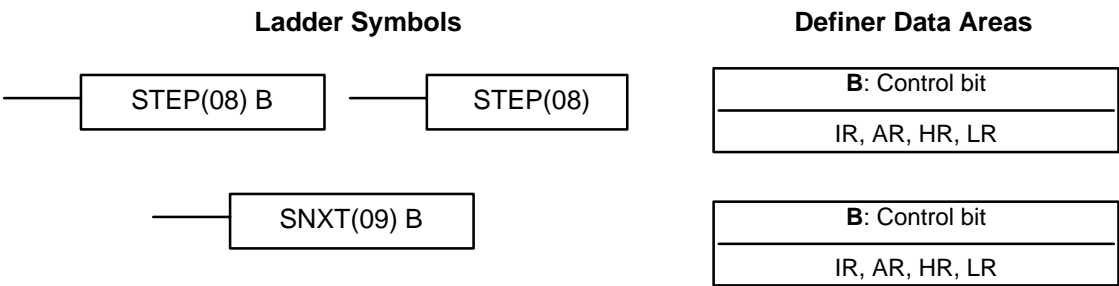 Ladder Symbols
Definer Data Areas
STEP(08) B
STEP(08)
B: Control bit
IR, AR, HR, LR
SNXT(09) B
B: Control bit
IR, AR, HR, LR